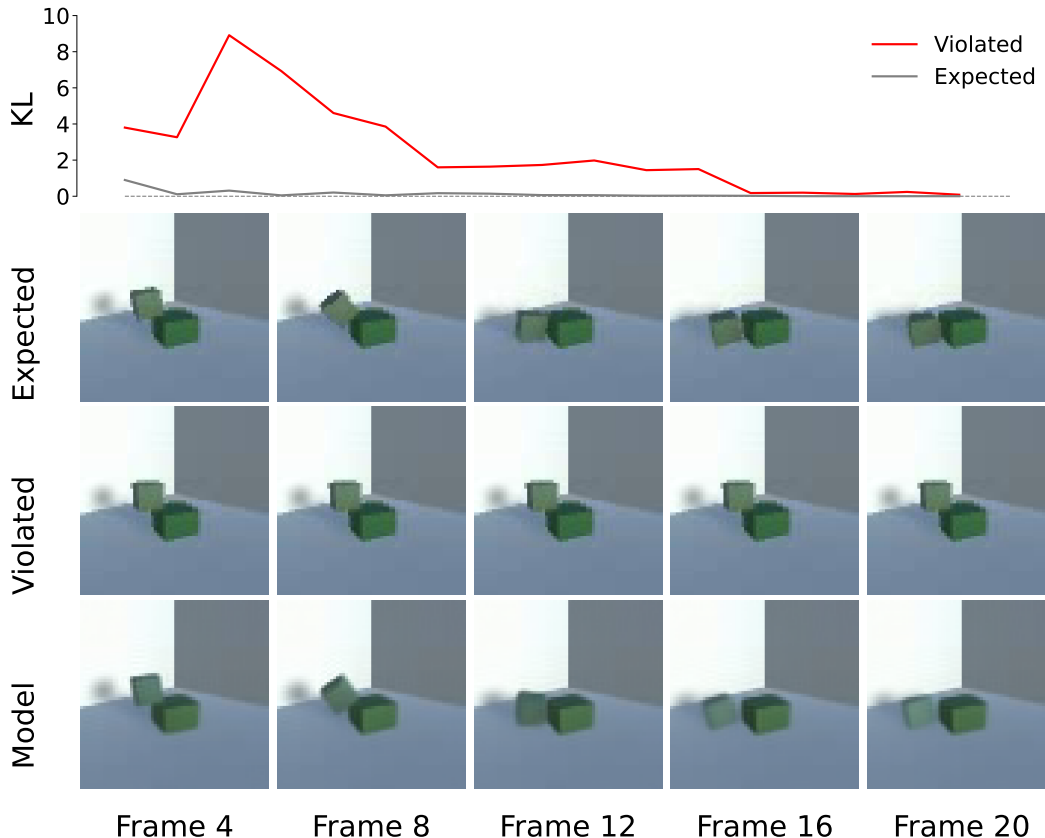 10
8
6
4
2
0
KL
Violated
Expected
Expected
Violated
Model
Frame 4 Frame 8 Frame 12 Frame 16 Frame 20